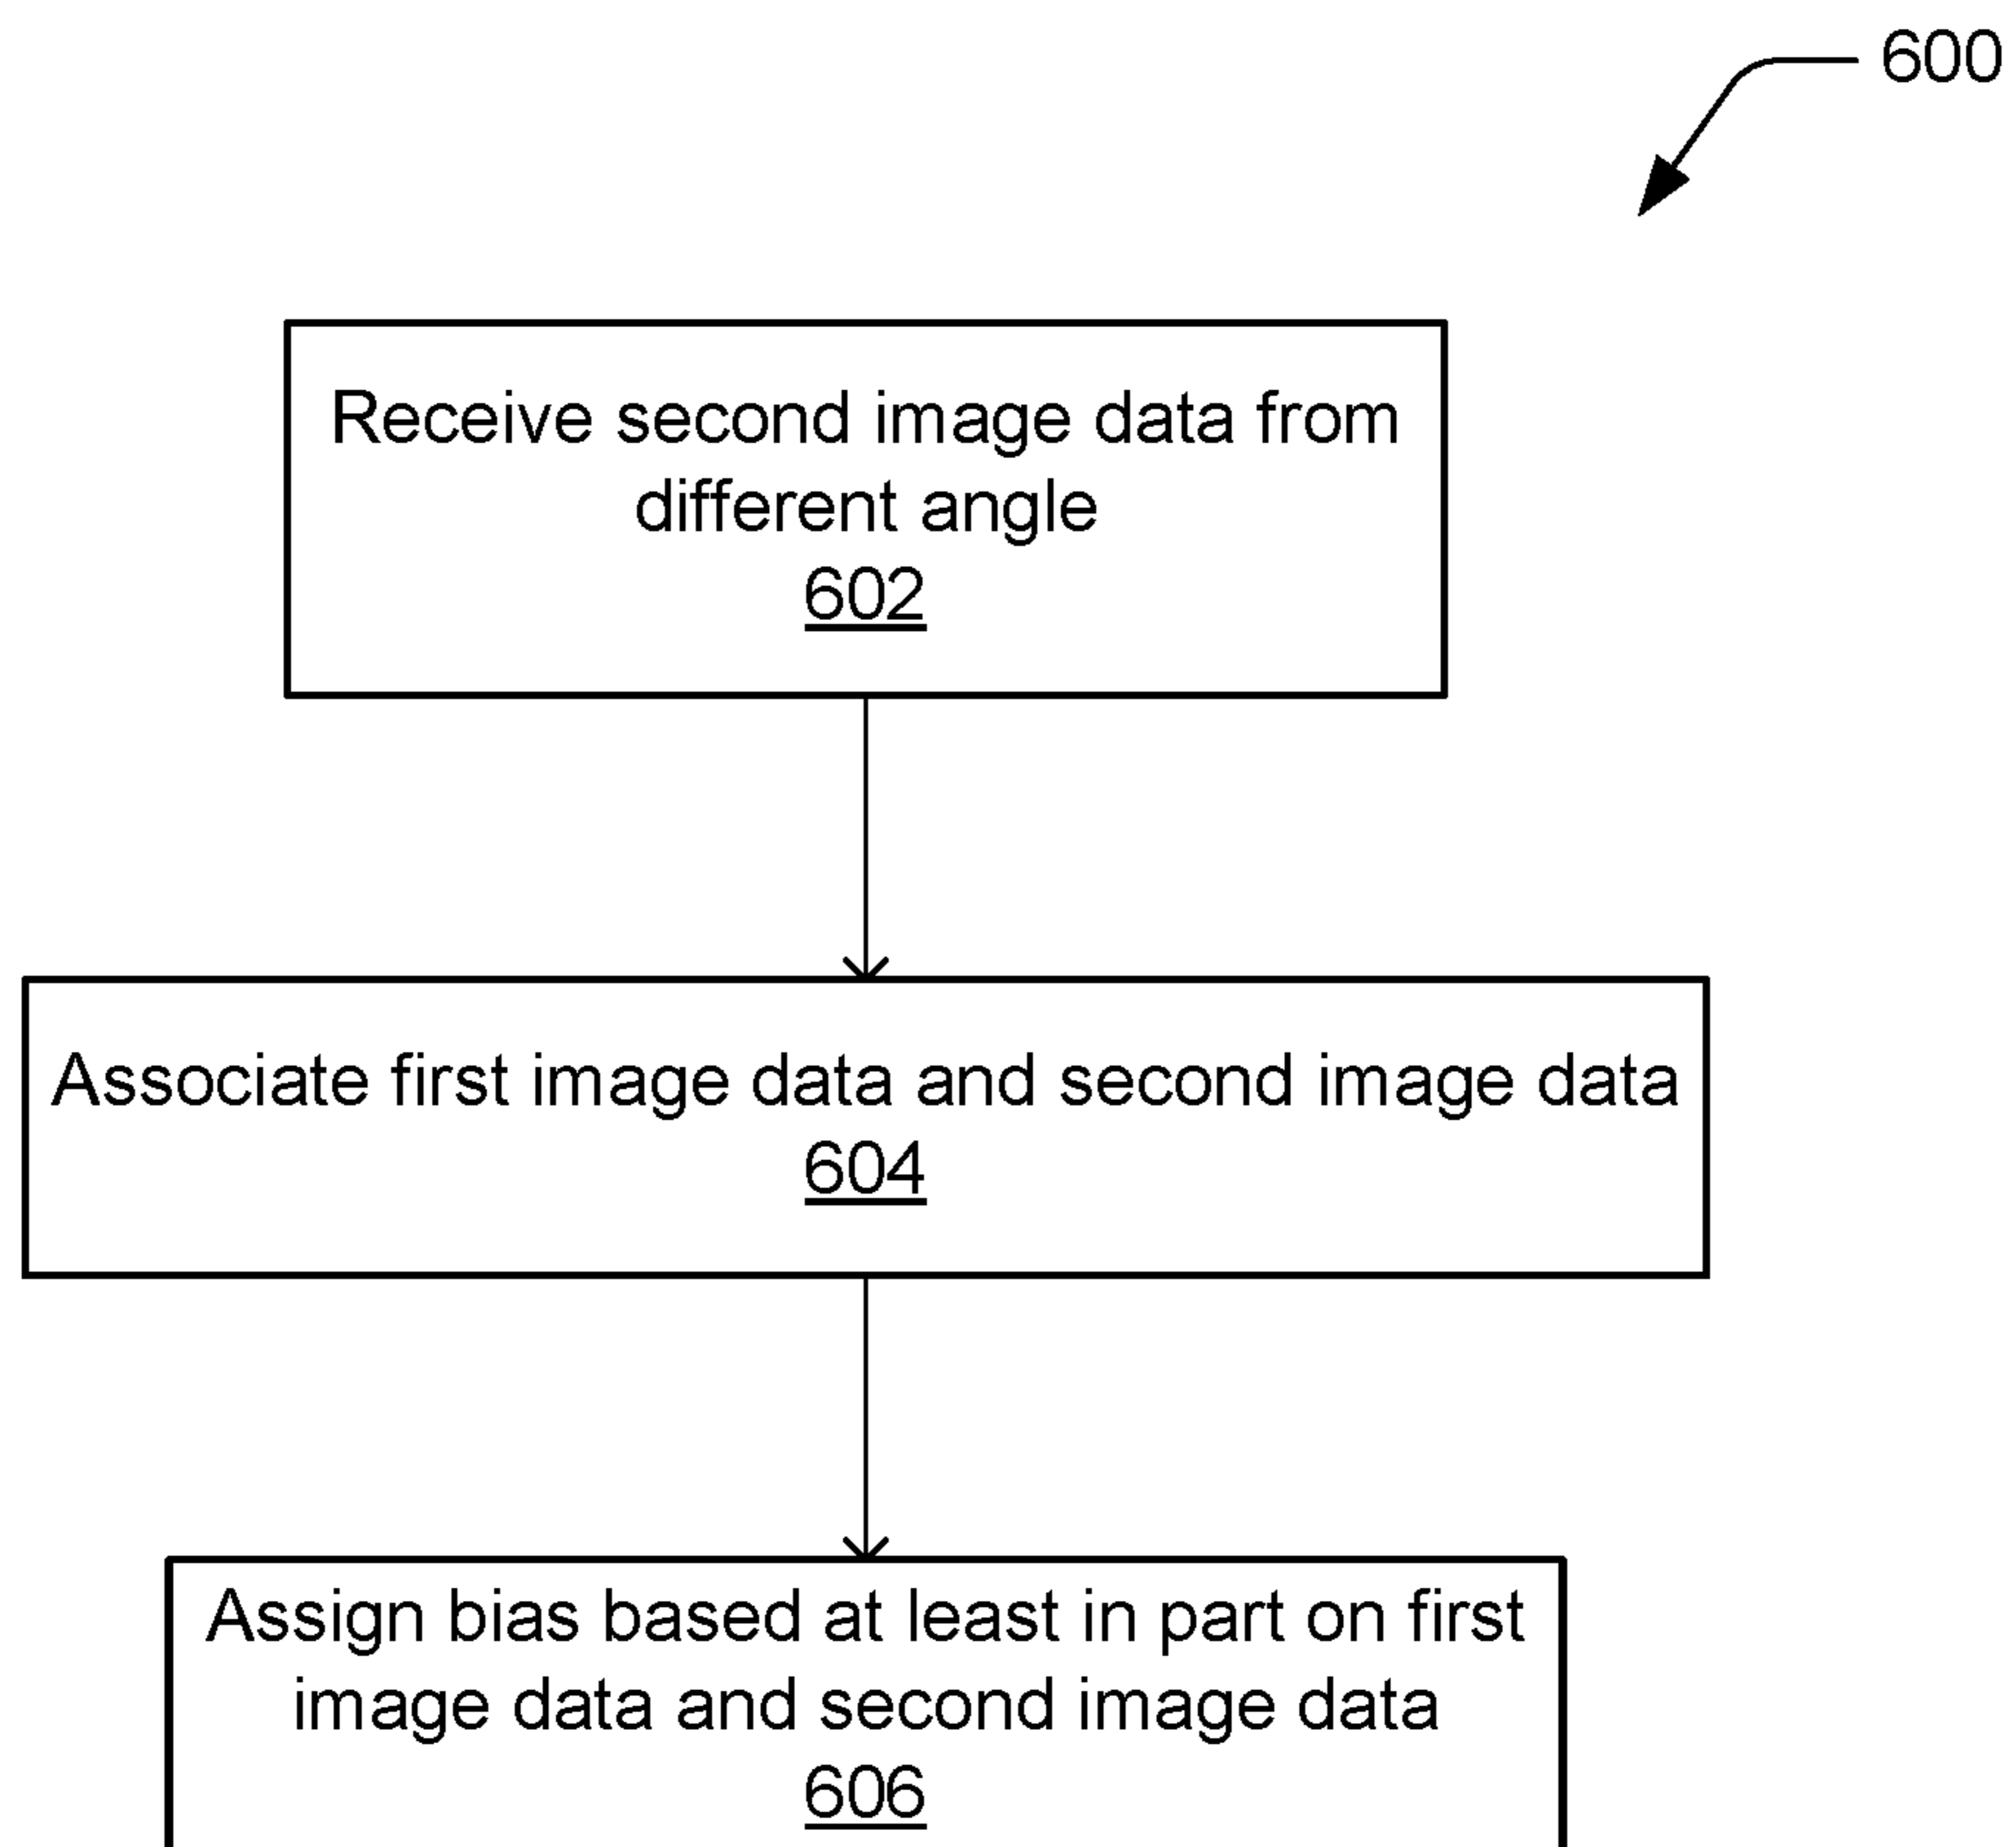 600
Receive second image data from
different angle
602
Associate first image data and second image data
604
Assign bias based at least in part on first
image data and second image data
606